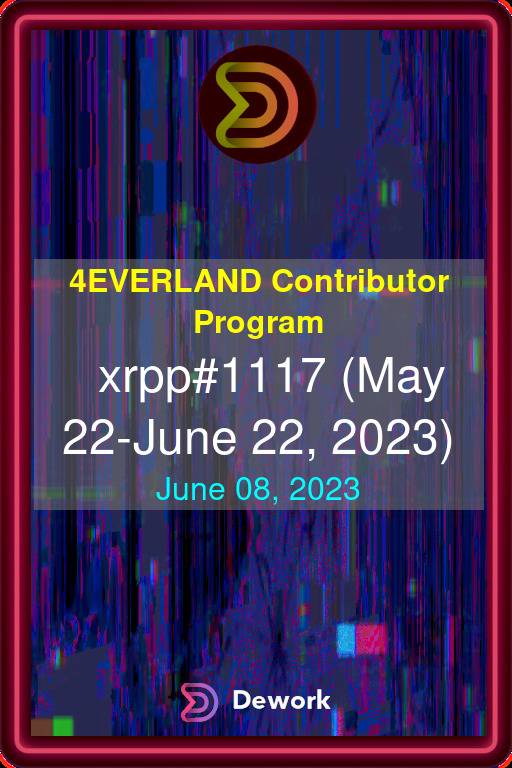 4EVERLAND Contributor
Program
xrpp#1117 (May
22-June 22, 2023)
June 08, 2023
Dework